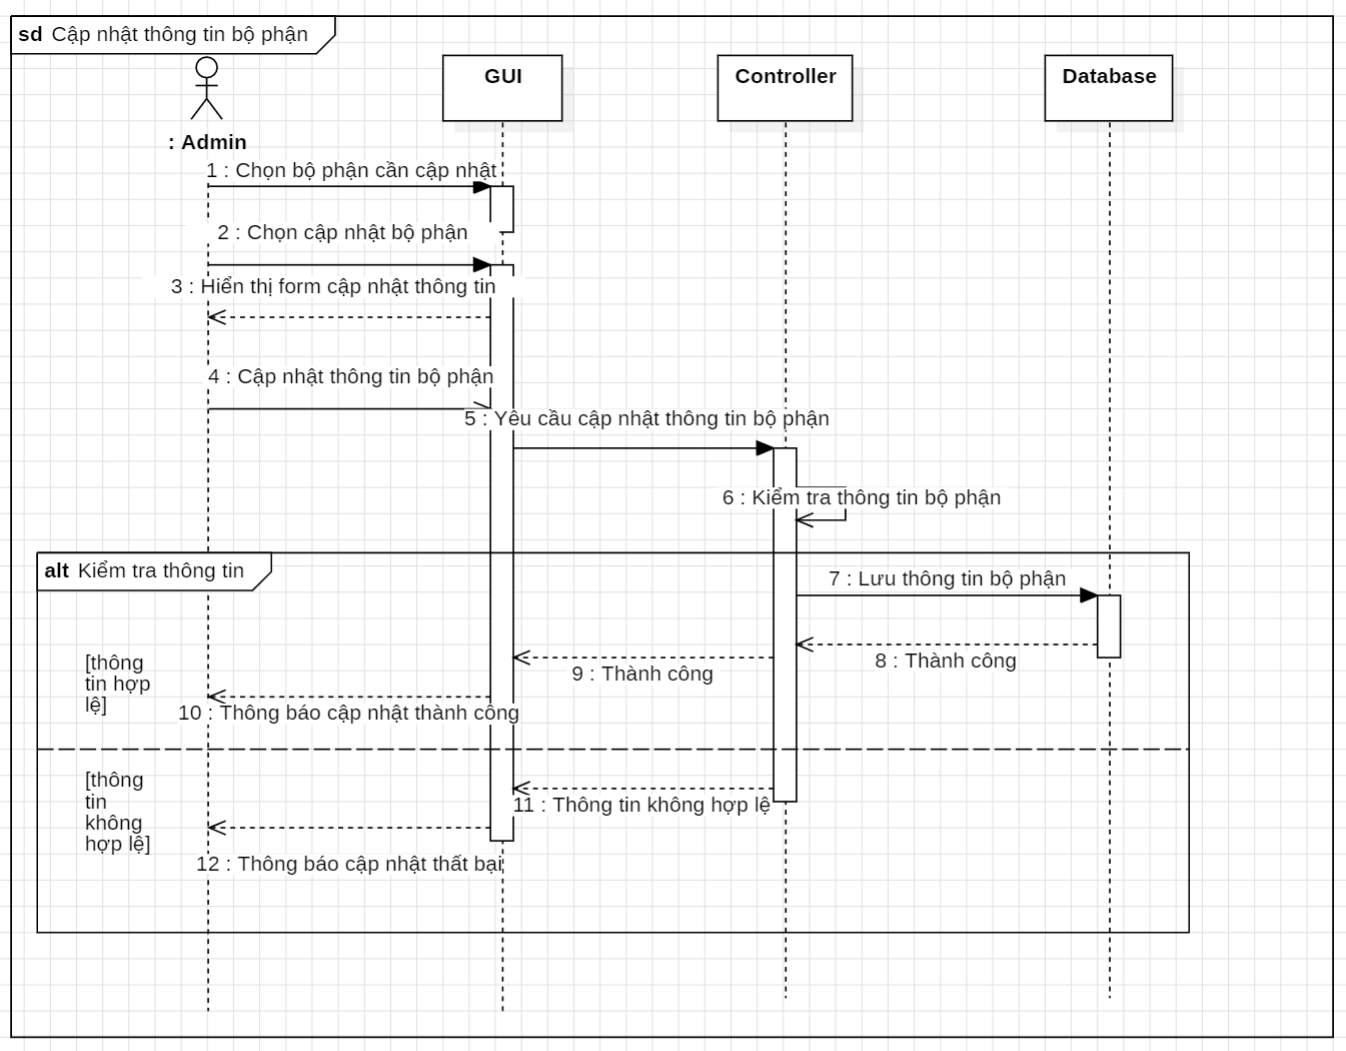 sd Cập nhật thông tin bộ phận
GUI
Controller
Database
: Admin
1 : Chọn bộ phận cần cập nhật
2 : Chọn cập nhật bộ phận
3 : Hiển thị form cập nhật thông tin
4 : Cập nhật thông tin bộ phận
5 : Yêu cầu cập nhật thông tin bộ phận
6 : Kiểm tra thông tin bộ phận
alt Kiểm tra thông tin
7 : Lưu thông tin bộ phận
[thông
tin hợp
lệ]
8 : Thành công
9 : Thành công
10 : Thông báo cập nhật thành công
[thông
tin
không
hợp lệ]
11 : Thông tin không hợp lệ
12 : Thông báo cập nhật thất bại